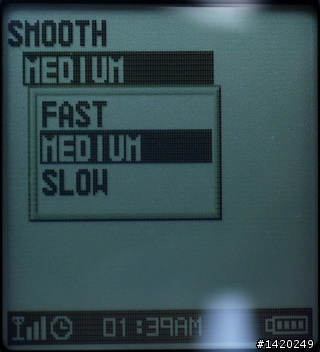 SMOOTH
MEDIUM
FAST
MEDIUM
SLOW
01:39AM
#1420249